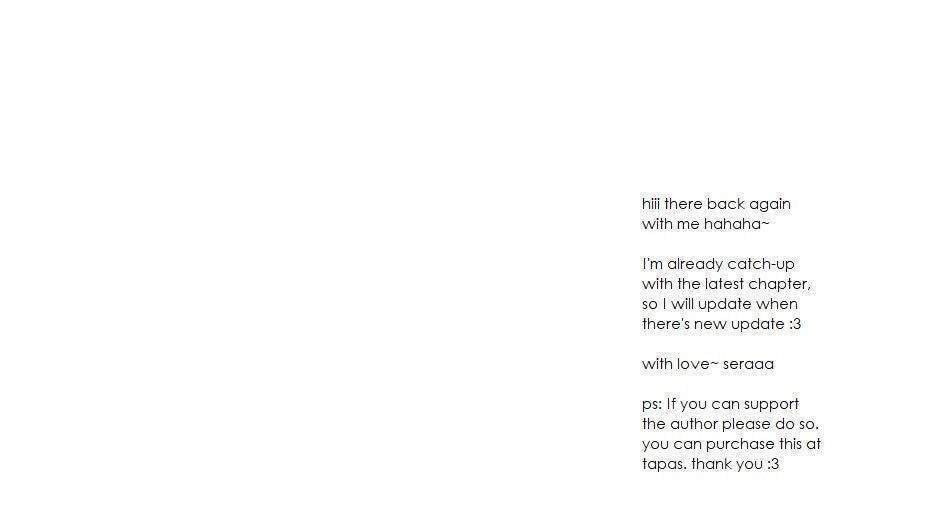 hiii there back again
with me hahaha~
I'm already catch-up
with the latest chapter,
so I will update when
there's new update :3
with love~ seraaa
ps: If you can support
the author please do so.
you can purchase this at
tapas. thank you :3